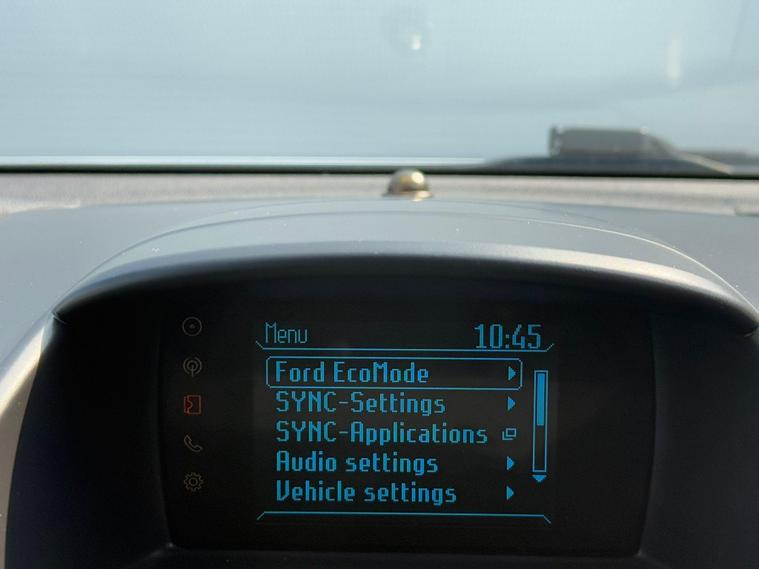 Menu 10:45
Ford EcoMode
SYNC-Settings
SYNC-Applications
Audio settings
Vehicle settings